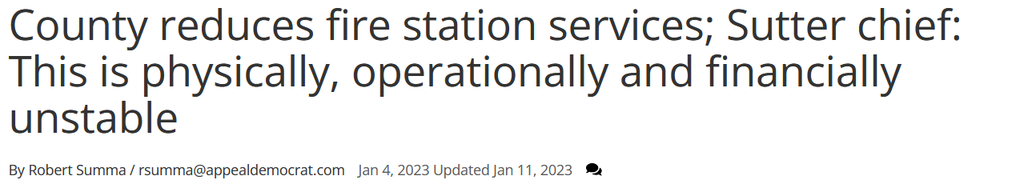 County reduces fire station services; Sutter chief:
This is physically, operationally and financially
unstable
By Robert Summa / rsumma@appealdemocrat.com Jan 4, 2023 Updated Jan 11, 2023